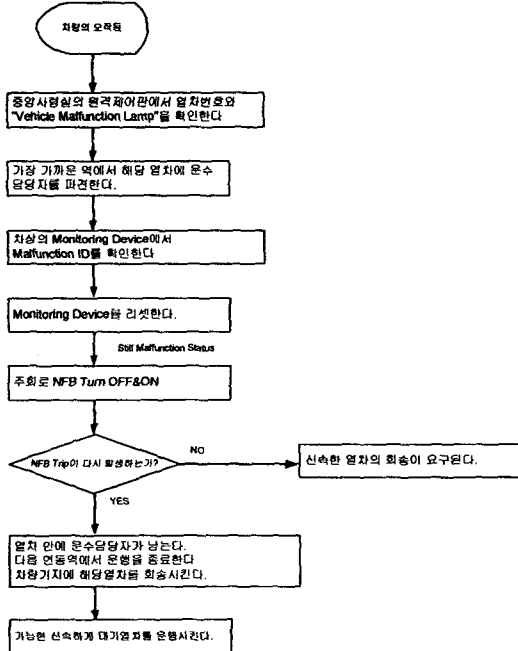 차량의 오작동
중앙사령실의 원격제어판에서 열차번호와
"Vehicle Malfunction Lamp"을 확인한다
가장 가까운 역에서 해당 열차에 운수
담당자를 파견한다.
차상의 Monitoring Device에서
Malfunction ID를 확인한다
Monitoring Device를 리셋한다.
Still Malfunction Status
주회로 NFB Turn OFF&ON
NFB Trip이 다시 발생하는가?
NO
신속한 열차의 회송이 요구된다.
YES
열차 안에 운수담당자가 남는다.
다음 연동역에서 운행을 종료한다
차량기지에 해당열차를 회송시킨다.
가능현 신속하게 대기열차를 운행시킨다.